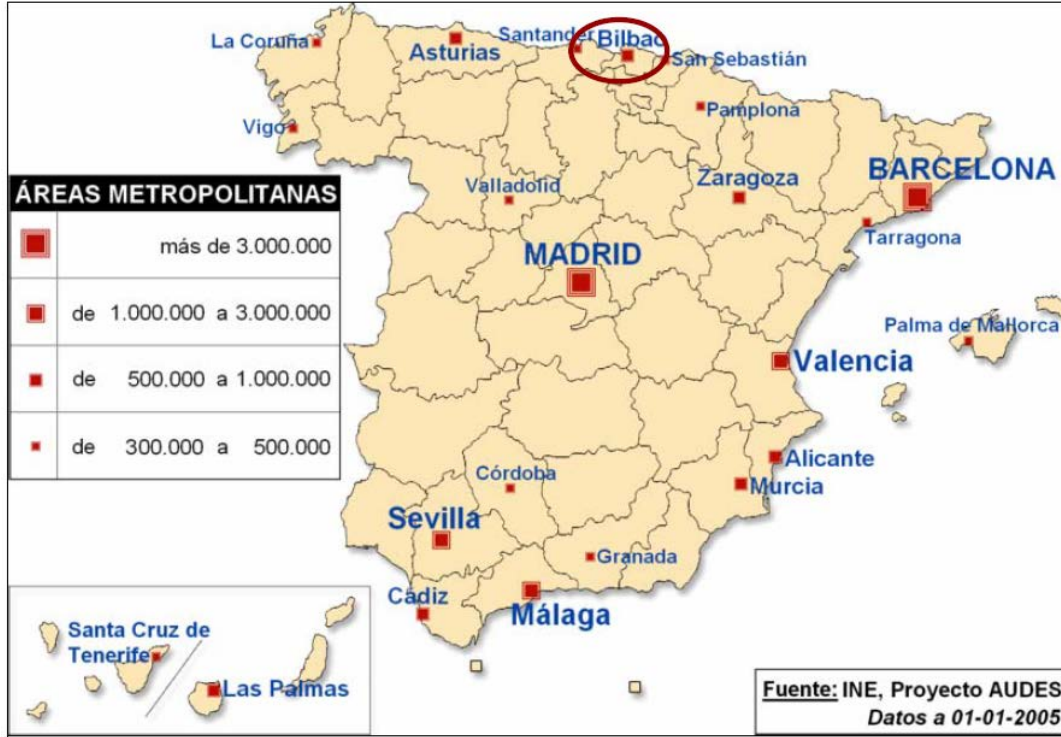 La Coruña
Asturias
Santander
Bilbao
San Sebastián
Pamplona
Vigo
Valladolid
Zaragoza
BARCELONA
Tarragona
MADRID
Palma de Mallorca
Valencia
Alicante
Murcia
Córdoba
Sevilla
Granada
Cádiz
Málaga
ÁREAS METROPOLITANAS
más de 3.000.000
de 1.000.000 a 3.000.000
de 500.000 a 1.000.000
de 300.000 a 500.000
Santa Cruz de
Tenerife
Las Palmas
Fuente: INE, Proyecto AUDES
Datos a 01-01-2005